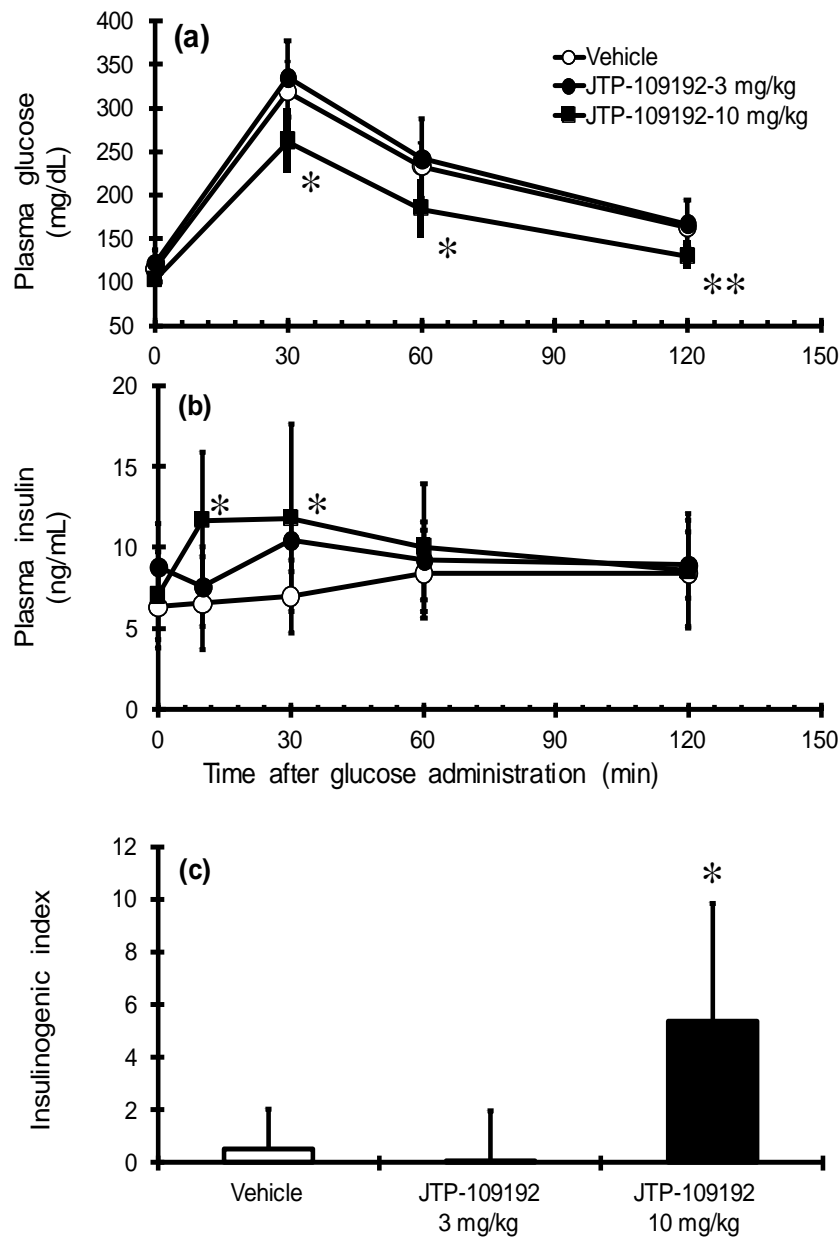 (a)
Vehicle
JTP-109192-3 mg/kg
JTP-109192-10 mg/kg
Plasma glucose
(mg/dL)
400
350
300
250
200
150
100
50
*
*
**
0 30 60 90 120 150
(b)
Plasma insulin
(ng/mL)
20
15
10
5
0
* *
0 30 60 90 120 150
Time after glucose administration (min)
(c)
Insulinogenic index
12
10
8
6
4
2
0
*
Vehicle JTP-109192 JTP-109192
3 mg/kg 10 mg/kg